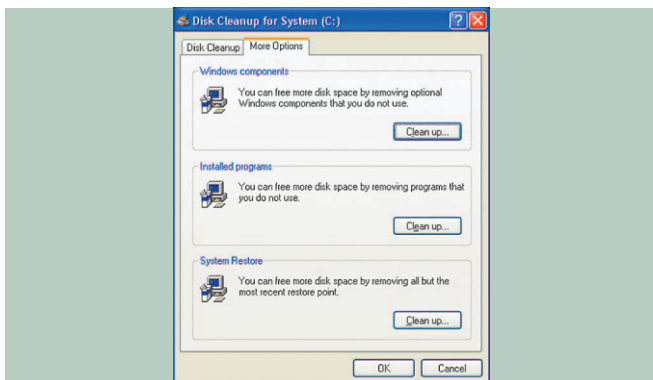 Disk Cleanup for System (C:)
Disk Cleanup More Options
Windows components
You can free more disk space by removing optional
Windows components that you do not use.
Clean up...
Installed programs
You can free more disk space by removing programs that
you do not use.
Clean up...
System Restore
You can free more disk space by removing all but the
most recent restore point.
Clean up...
OK Cancel